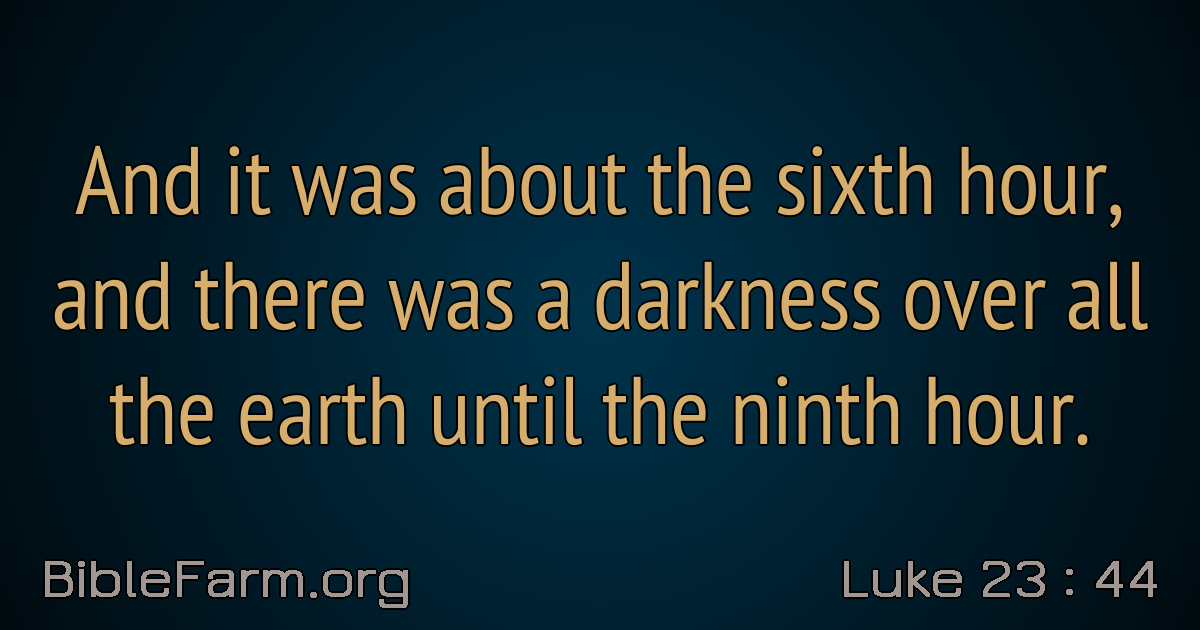 And it was about the sixth hour,
and there was a darkness over all
the earth until the ninth hour.
BibleFarm.org
Luke 23 : 44